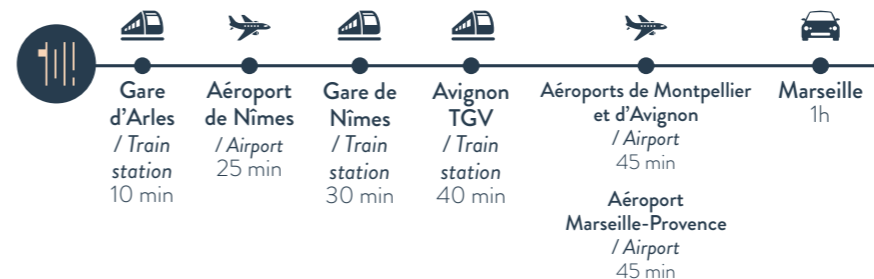 Gare
d'Arles
/ Train
station
10 min
Aéroport
de Nîmes
/ Airport
25 min
Gare de
Nîmes
/ Train
station
30 min
Avignon
TGV
/ Train
station
40 min
Aéroports de Montpellier
et d'Avignon
/ Airport
45 min
Aéroport
Marseille-Provence
/ Airport
45 min
Marseille
1h